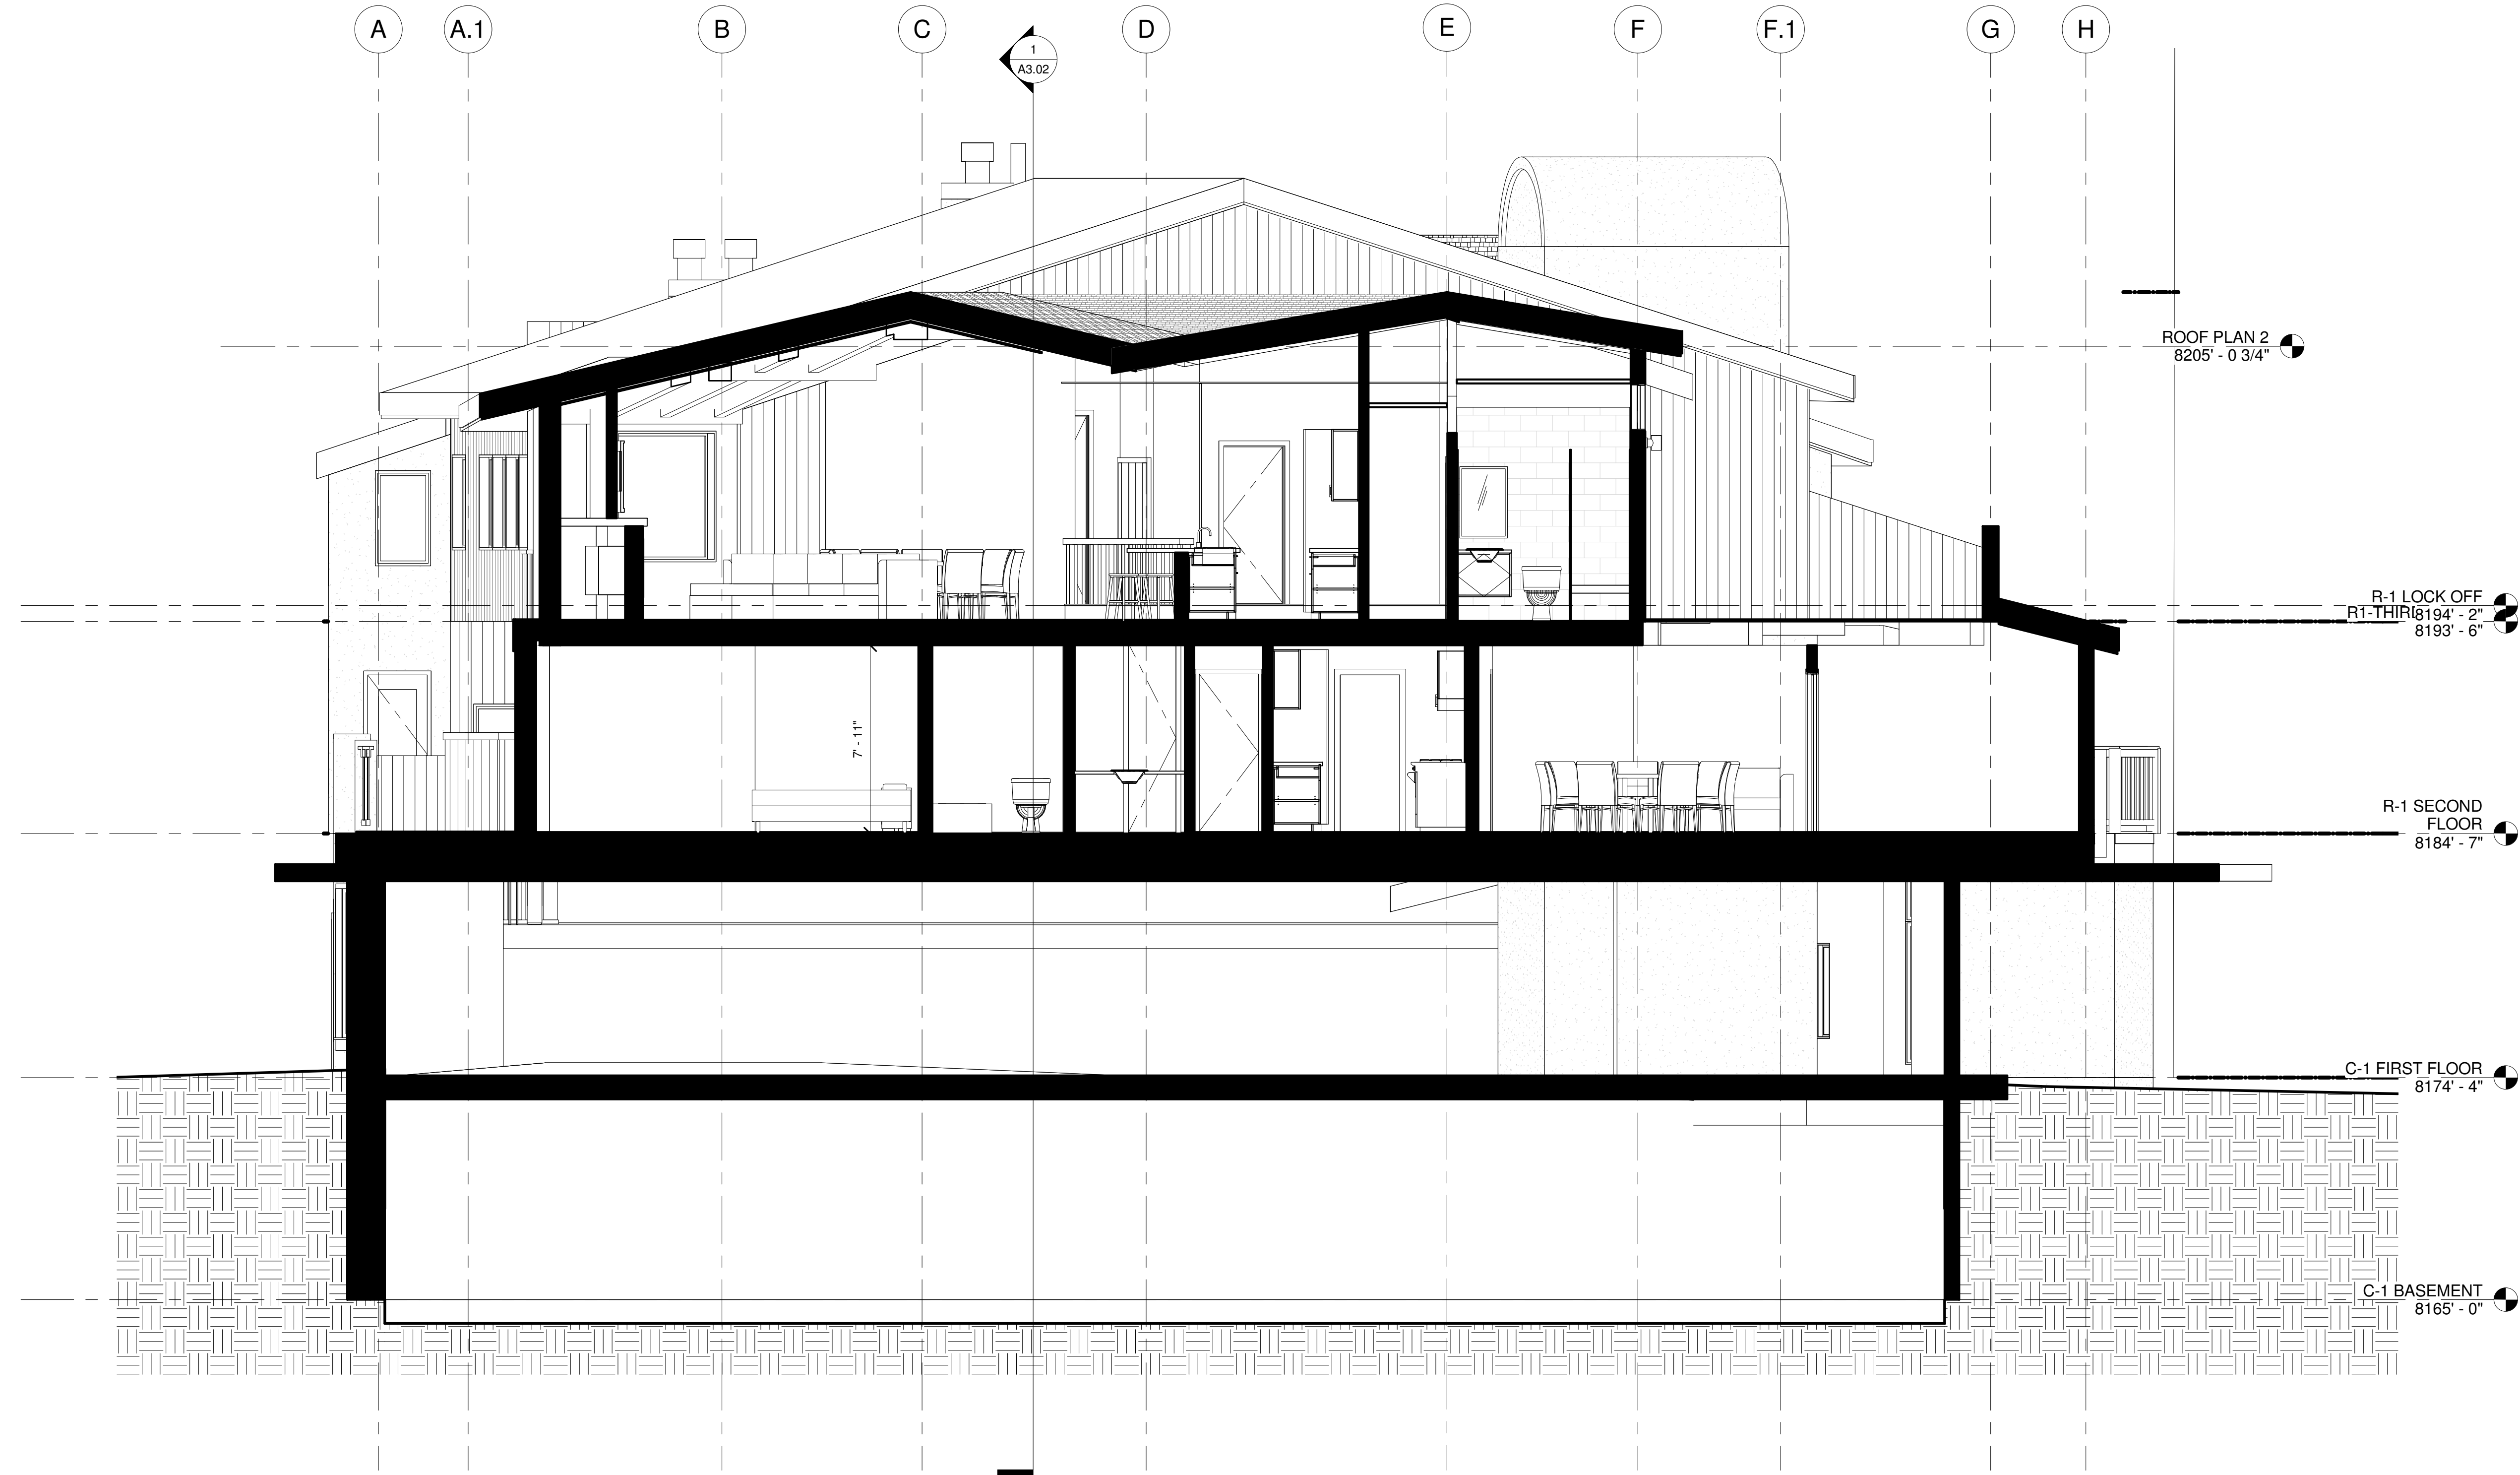 A
A.1
B
C
D
E
F
F.1
G
H
1
A3.02
ROOF PLAN 2
8205' - 0 3/4"
R-1 LOCK OFF
8194' - 2"
8193' - 6"
7' - 11"
R-1 SECOND
FLOOR
8184' - 7"
C-1 FIRST FLOOR
8174' - 4"
C-1 BASEMENT
8165' - 0"